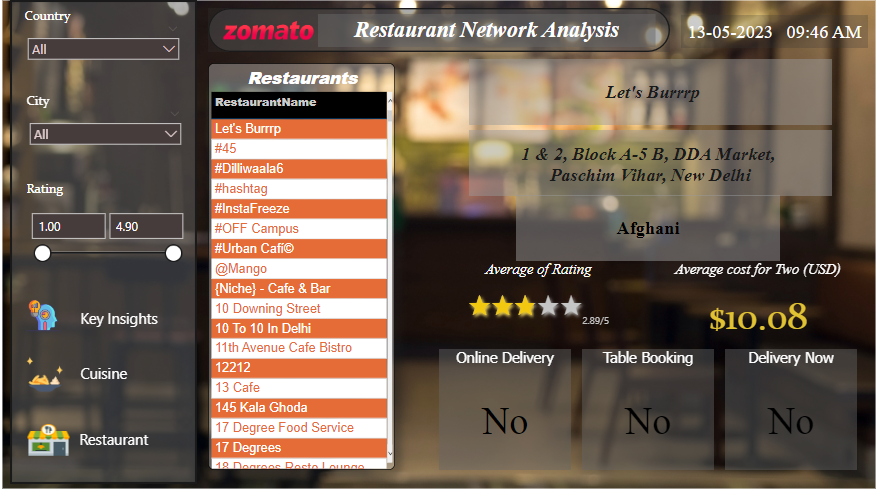 Country
All
City
All
Rating
1.00 4.90
Key Insights
Cuisine
Restaurant
zomato Restaurant Network Analysis
13-05-2023 09:46 AM
Restaurants
RestaurantName
Let's Burrrp
#45
#Dilliwaala6
#hashtag
#InstaFreeze
#OFF Campus
#Urban Caf©
@Mango
{Niche} - Cafe & Bar
10 Downing Street
10 To 10 In Delhi
11th Avenue Cafe Bistro
12212
13 Cafe
145 Kala Ghoda
17 Degree Food Service
17 Degrees
18 Degrees Resto Lounge
Let's Burrrp
1 & 2, Block A-5 B, DDA Market,
Paschim Vihar, New Delhi
Afghani
Average of Rating
2.89/5
Average cost for Two (USD)
$10.08
Online Delivery
No
Table Booking
No
Delivery Now
No